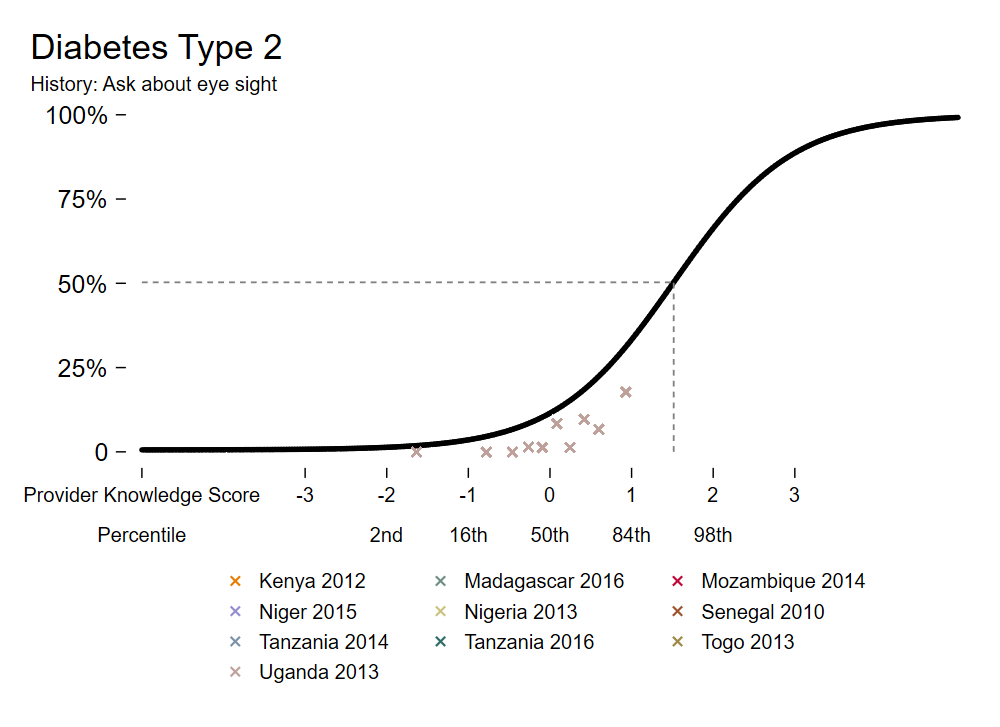 Diabetes Type 2
History: Ask about eye sight
100%
75%
50%
25%
0
Provider Knowledge Score -3 -2 -1 0 1 2 3
Percentile 2nd 16th 50th 84th 98th
Kenya 2012 Madagascar 2016 Mozambique 2014
Niger 2015 Nigeria 2013 Senegal 2010
Tanzania 2014 Tanzania 2016 Togo 2013
Uganda 2013